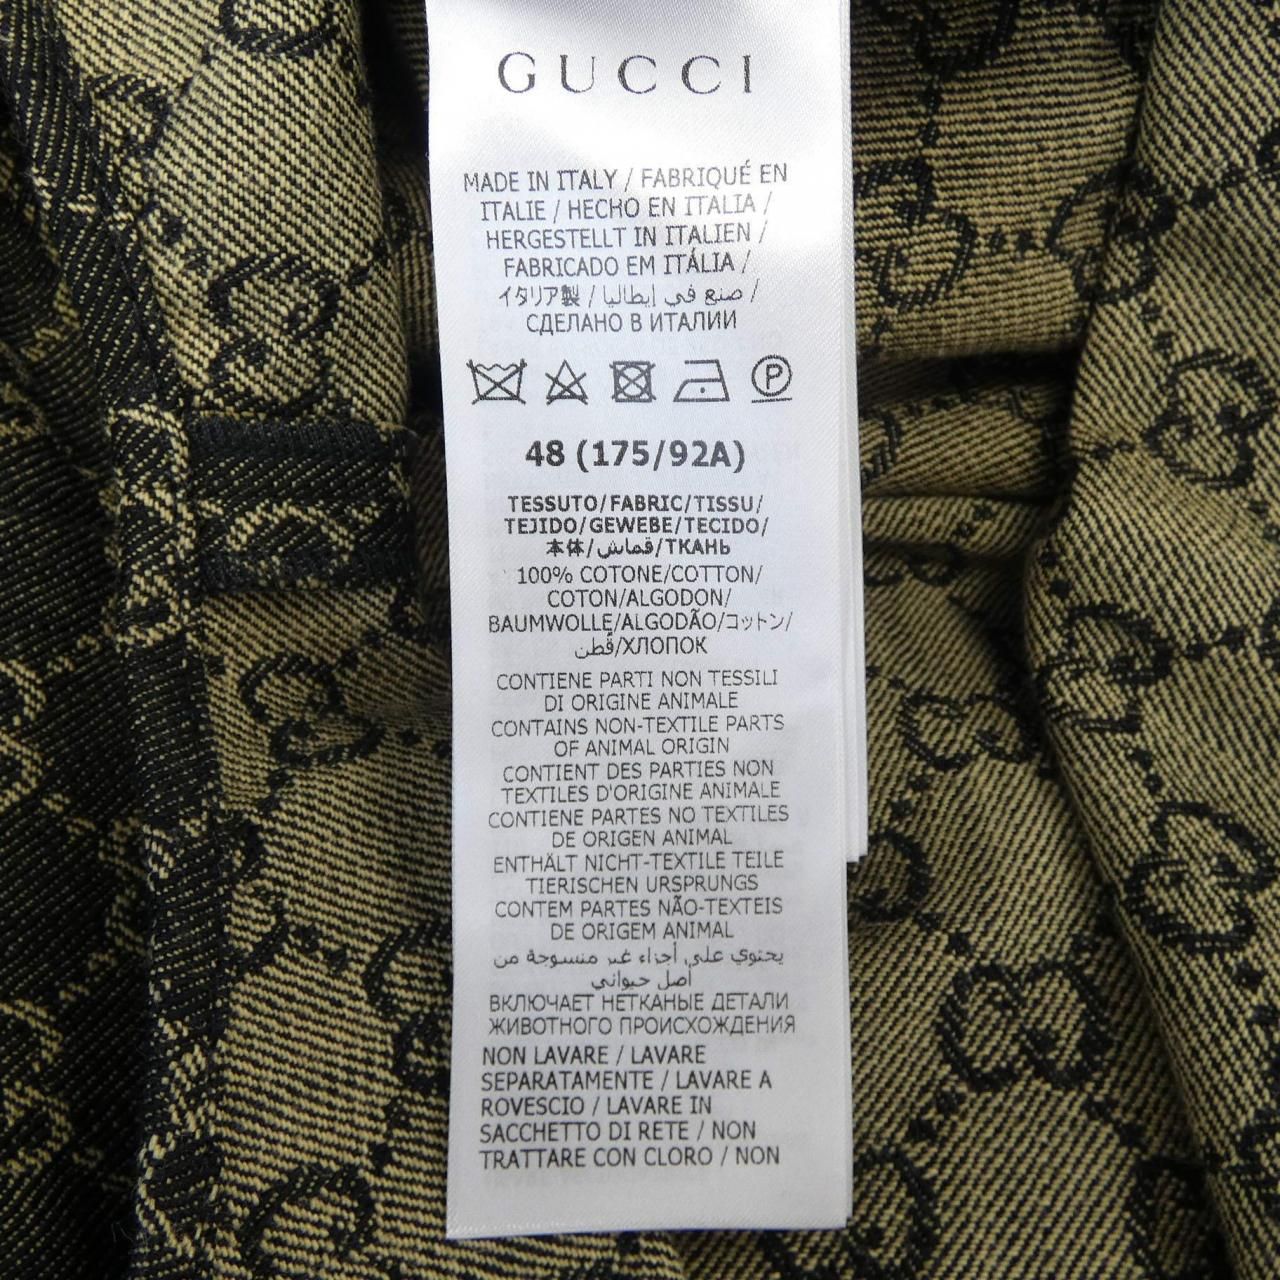 GUCCI
MADE IN ITALY / FABRIQUÉ EN
ITALIE / HECHO EN ITALIA /
HERGESTELLT IN ITALIEN /
FABRICADO EM ITÁLIA /
イタリア製 / صنع في إيطاليا /
СДЕЛАНО В ИТАЛИИ
P
48 (175/92A)
TESSUTO/FABRIC/TISSU/
TEJIDO/GEWEBE/TECIDO/
本体/قماش/ТКАНЬ
100% COTONE/COTTON/
COTON/ALGODON/
BAUMWOLLE/ALGODÃO/コットン/
قُطن/ХЛОПОК
CONTIENE PARTI NON TESSILI
DI ORIGINE ANIMALE
CONTAINS NON-TEXTILE PARTS
OF ANIMAL ORIGIN
CONTIENT DES PARTIES NON
TEXTILES D'ORIGINE ANIMALE
CONTIENE PARTES NO TEXTILES
DE ORIGEN ANIMAL
ENTHÄLT NICHT-TEXTILE TEILE
TIERISCHEN URSPRUNGS
CONTEM PARTES NÃO-TEXTEIS
DE ORIGEM ANIMAL
يحتوي على أجزاء غير منسوجة من
أصل حيواني
ВКЛЮЧАЕТ НЕТКАНЫЕ ДЕТАЛИ
ЖИВОТНОГО ПРОИСХОЖДЕНИЯ
NON LAVARE / LAVARE
SEPARATAMENTE / LAVARE A
ROVESCIO / LAVARE IN
SACCHETTO DI RETE / NON
TRATTARE CON CLORO / NON